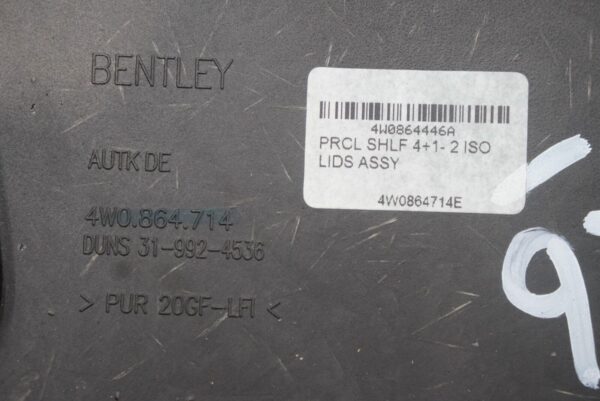 BENTLEY
AUTK DE
4W0.864.714
DUNS 31-992-4536
> PUR 20GF-LFI <
4W0864446A
PRCL SHLF 4+1- 2 ISO
LIDS ASSY
4W0864714E
9